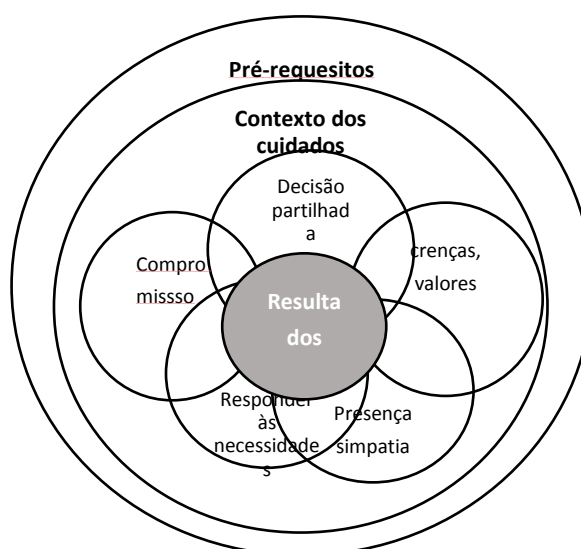 Pré-requesitos
Contexto dos
cuidados
Decisão
partilhad
a
crenças,
valores
Compro
missso
Resulta
dos
Responder
às
necessidade
s
Presença
simpatia